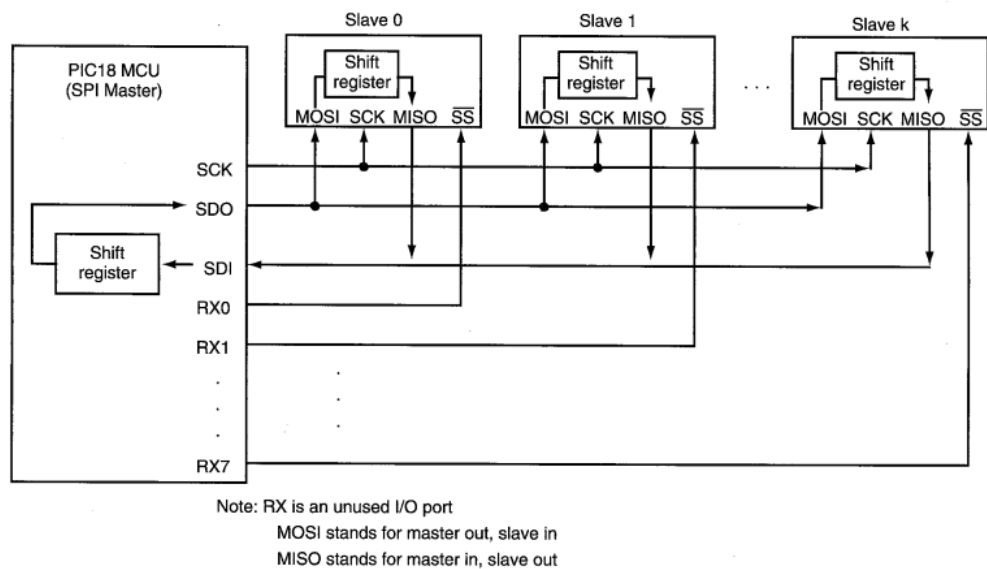 Slave 0
Slave 1
Slave k
PIC18 MCU
(SPI Master)
Shift
register
MOSI SCK MISO SS
Shift
register
MOSI SCK MISO SS
. . .
Shift
register
MOSI SCK MISO SS
SCK
SDO
Shift
register
SDI
RX0
RX1
.
.
.
.
.
.
RX7
Note: RX is an unused I/O port
MOSI stands for master out, slave in
MISO stands for master in, slave out